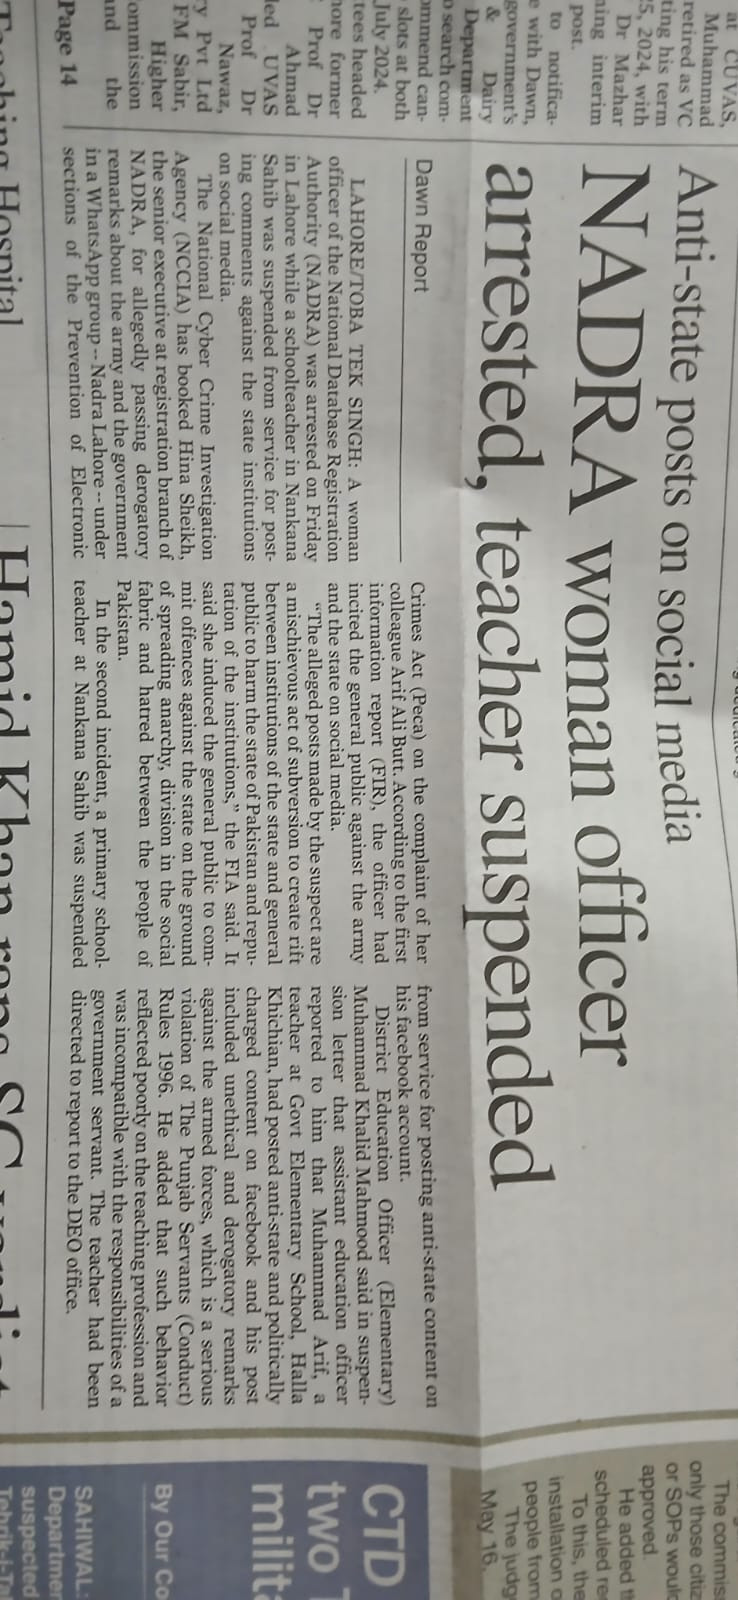 Anti-state posts on social media
NADRA woman officer
arrested, teacher suspended
Dawn Report
LAHORE/TOBA TEK SINGH: A woman
officer of the National Database Registration
Authority (NADRA) was arrested on Friday
in Lahore while a schoolteacher in Nankana
Sahib was suspended from service for post-
ing comments against the state institutions
on social media.
The National Cyber Crime Investigation
Agency (NCCIA) has booked Hina Sheikh,
the senior executive at registration branch of
NADRA, for allegedly passing derogatory
remarks about the army and the government
in a WhatsApp group -- Nadra Lahore -- under
sections of the Prevention of Electronic
Crimes Act (Peca) on the complaint of her
colleague Arif Ali Butt. According to the first
information report (FIR), the officer had
incited the general public against the army
and the state on social media.
“The alleged posts made by the suspect are
a mischievous act of subversion to create rift
between institutions of the state and general
public to harm the state of Pakistan and repu-
tation of the institutions,” the FIA said. It
said she induced the general public to com-
mit offences against the state on the ground
of spreading anarchy, division in the social
fabric and hatred between the people of
Pakistan.
In the second incident, a primary school-
teacher at Nankana Sahib was suspended
from service for posting anti-state content on
his facebook account.
District Education Officer (Elementary)
Muhammad Khalid Mahmood said in suspen-
sion letter that assistant education officer
reported to him that Muhammad Arif, a
teacher at Govt Elementary School, Halla
Khichian, had posted anti-state and politically
charged content on facebook and his post
included unethical and derogatory remarks
against the armed forces, which is a serious
violation of The Punjab Servants (Conduct)
Rules 1996. He added that such behavior
reflected poorly on the teaching profession and
was incompatible with the responsibilities of a
government servant. The teacher had been
directed to report to the DEO office.
at CUVAS,
Muhammad
retired as VC
ting his term
5, 2024, with
Dr Mazhar
ning interim
post.
to notifica-
e with Dawn,
government's
& Dairy
Department
o search com-
ommend can-
slots at both
July 2024.
tees headed
ore former
Prof Dr
Ahmad
led UVAS
Prof Dr
Nawaz,
ry Pvt Ltd
FM Sabir,
Higher
ommission
and the
Page 14
The commiss
only those citiz
or SOPs would
approved.
He added th
scheduled re
To this, the
installation o
people from
The judg
May 16.
CTD
two
milit
By Our Co
SAHIWAL:
Departmen
suspected
Hospital
Hamid Khan